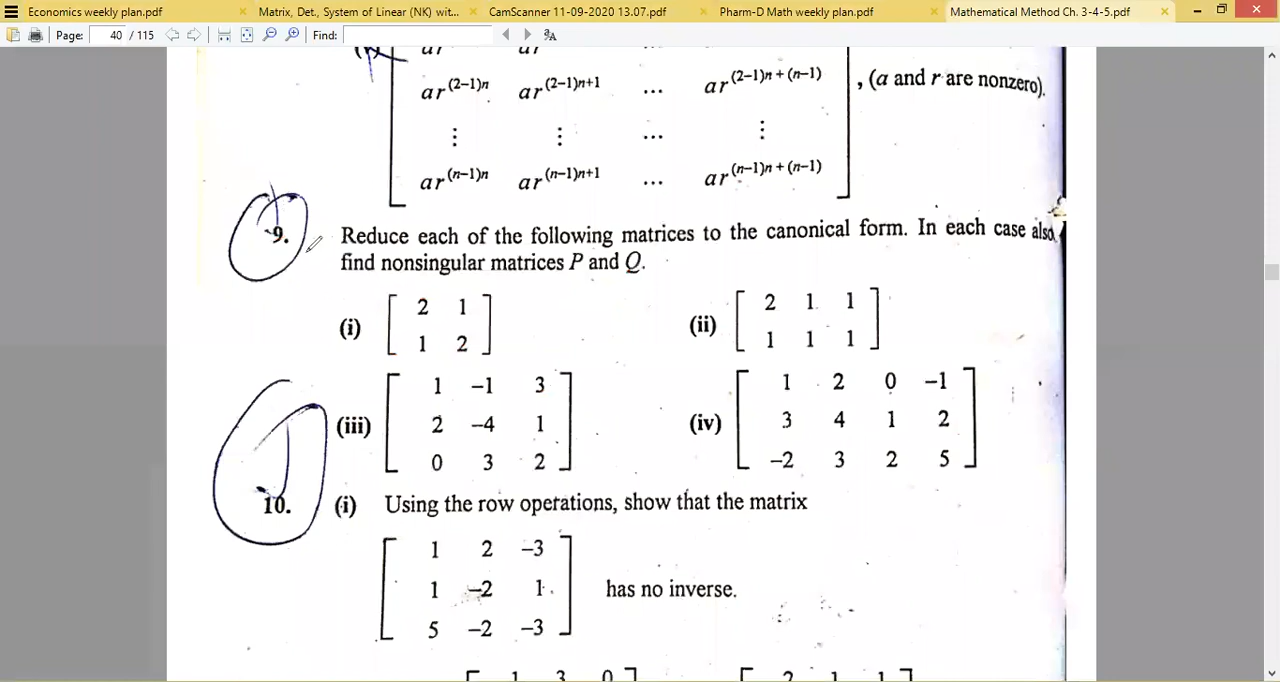 Economics weekly plan.pdf × Matrix, Det., System of Linear (NK) wit... × CamScanner 11-09-2020 13.07.pdf × Pharm-D Math weekly plan.pdf × Mathematical Method Ch. 3-4-5.pdf ×
Page: 40 / 115 Find:
ar^(2–1)n ar^(2–1)n+1 ... ar^(2–1)n + (n–1) , (a and r are nonzero).
⋮ ⋮ ... ⋮
ar^(n–1)n ar^(n–1)n+1 ... ar^(n–1)n + (n–1)
9. Reduce each of the following matrices to the canonical form. In each case also
find nonsingular matrices P and Q.
(i) [ 2 1 (ii) [ 2 1 1
1 2 ] 1 1 1 ]
1 –1 3 1 2 0 –1
(iii) 2 –4 1 (iv) 3 4 1 2
0 3 2 –2 3 2 5
10. (i) Using the row operations, show that the matrix
1 2 –3
1 –2 1 has no inverse.
5 –2 –3
1 3 0 2 1 1